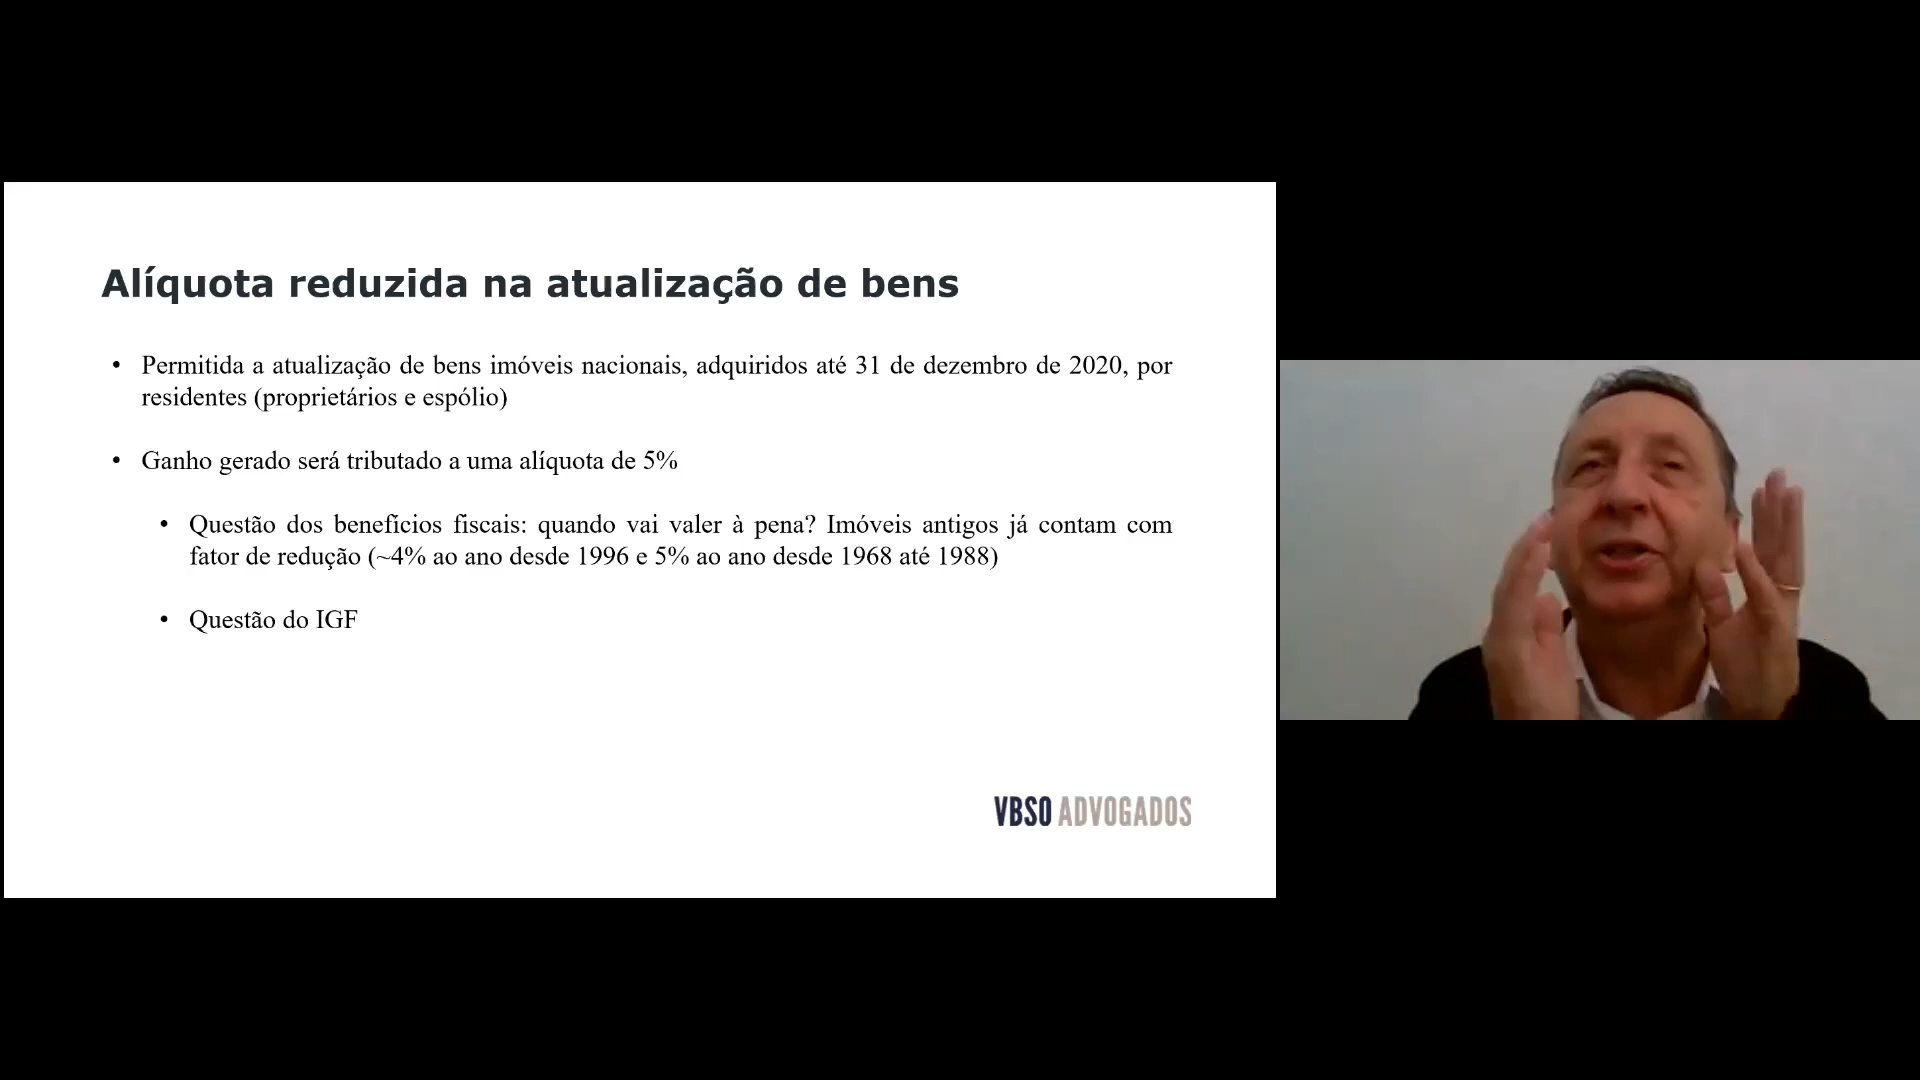 Alíquota reduzida na atualização de bens
• Permitida a atualização de bens imóveis nacionais, adquiridos até 31 de dezembro de 2020, por
residentes (proprietários e espólio)
• Ganho gerado será tributado a uma alíquota de 5%
• Questão dos benefícios fiscais: quando vai valer à pena? Imóveis antigos já contam com
fator de redução (~4% ao ano desde 1996 e 5% ao ano desde 1968 até 1988)
• Questão do IGF
VBSO ADVOGADOS